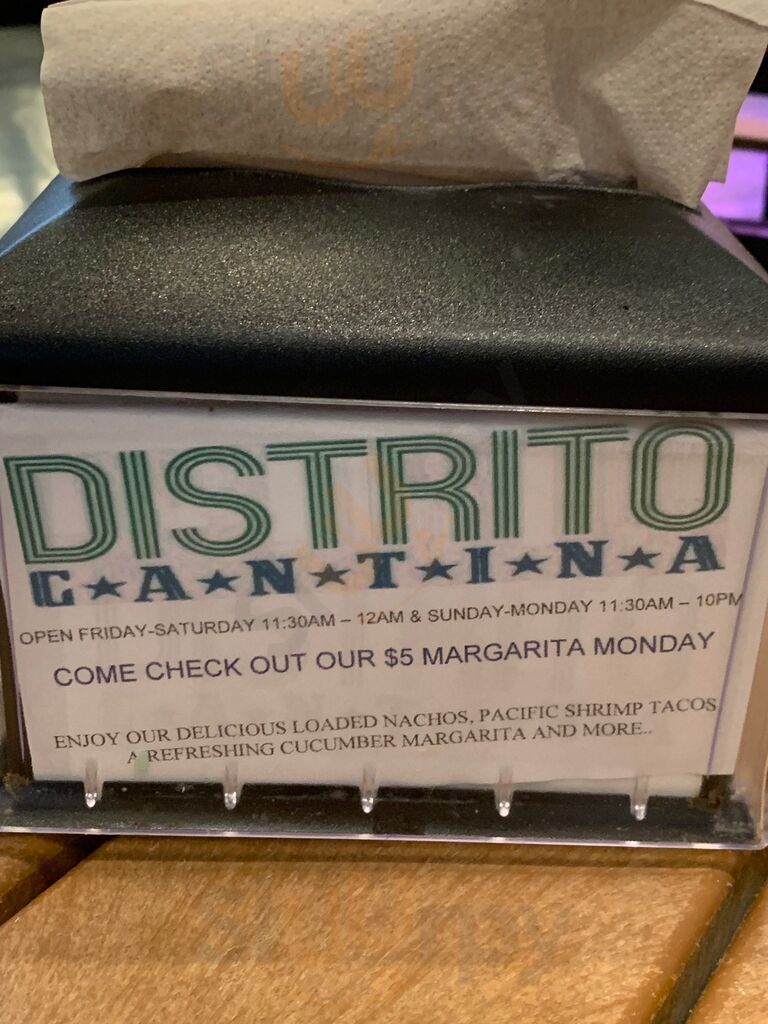 DISTRITO
C★A★N★T★I★N★A
OPEN FRIDAY-SATURDAY 11:30AM – 12AM & SUNDAY-MONDAY 11:30AM – 10PM
COME CHECK OUT OUR $5 MARGARITA MONDAY
ENJOY OUR DELICIOUS LOADED NACHOS, PACIFIC SHRIMP TACOS
A REFRESHING CUCUMBER MARGARITA AND MORE..